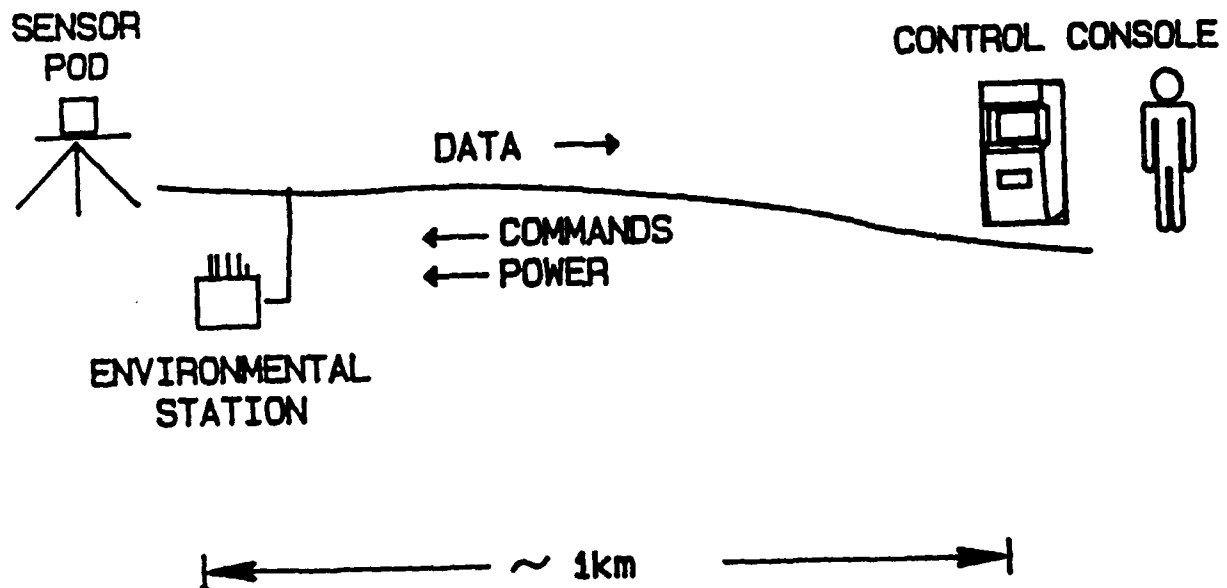 SENSOR
POD
CONTROL CONSOLE
DATA →
← COMMANDS
← POWER
ENVIRONMENTAL
STATION
~ 1km